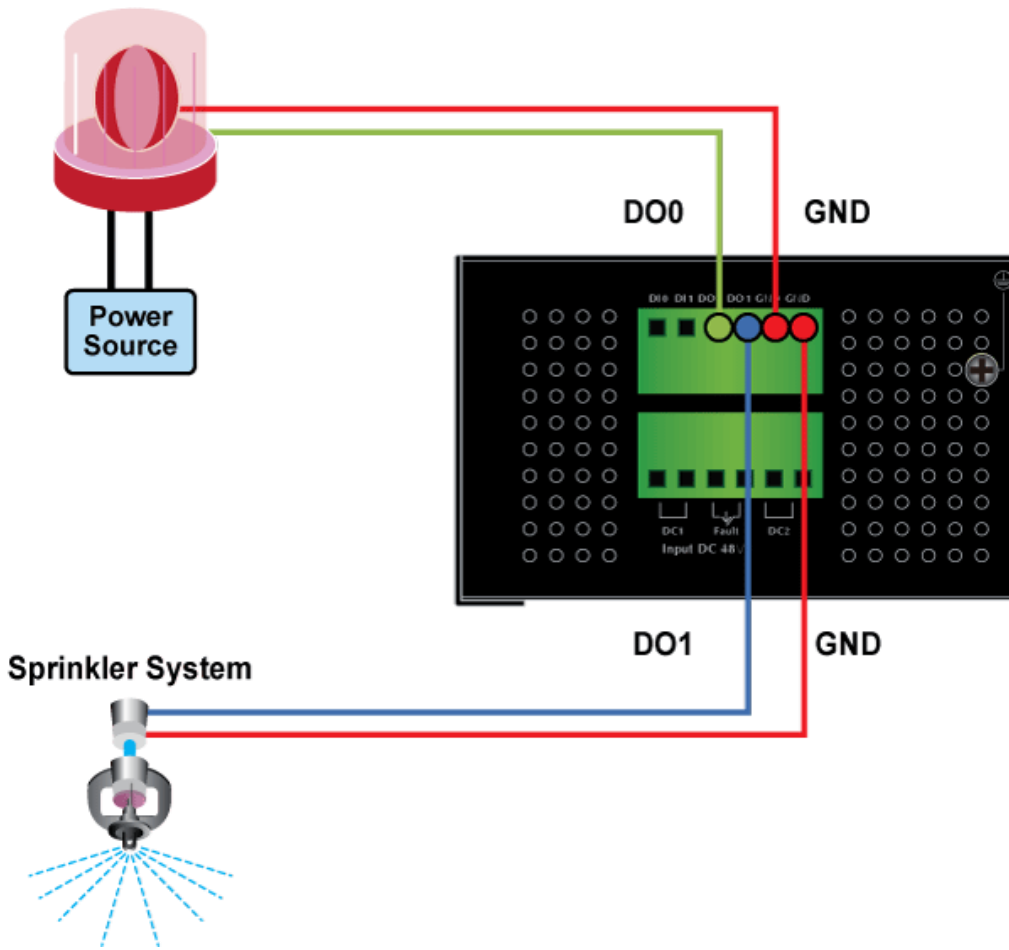 DO0 GND
Power
Source
DI0 DI1 DO0 DO1 GND GND
DC1 Fault DC2
Input DC 48V
DO1 GND
Sprinkler System